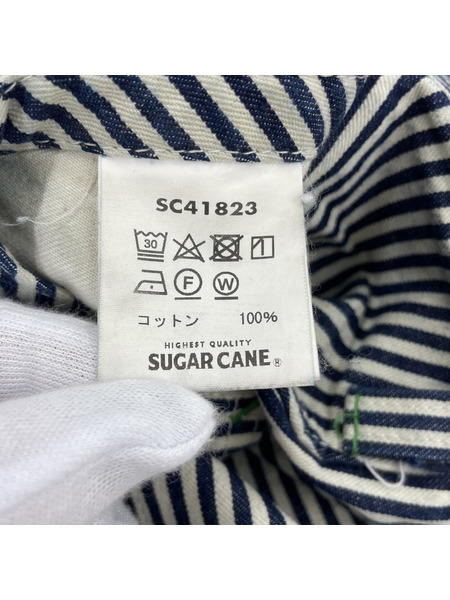 SC41823
30
F W
コットン 100%
HIGHEST QUALITY
SUGAR CANE®